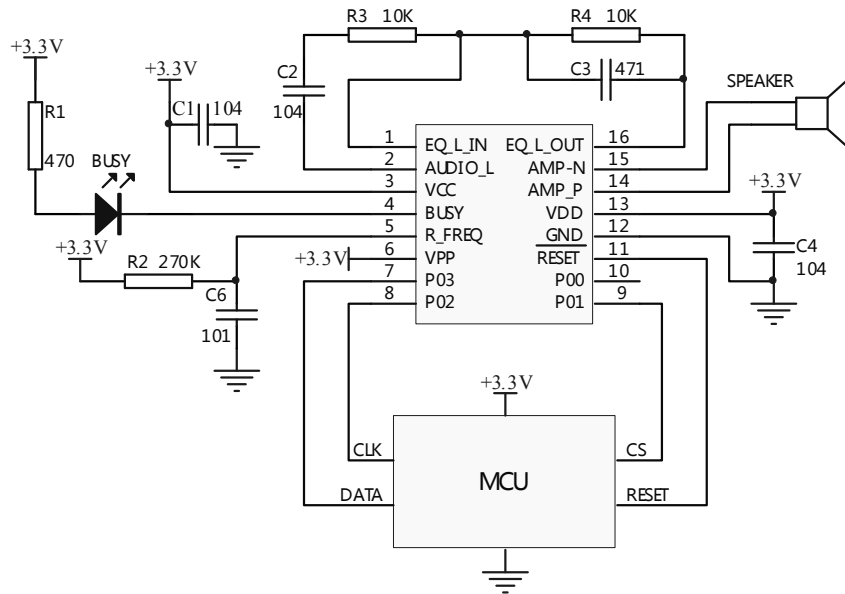 R3 10K
R4 10K
+3.3V
+3.3V
C2
104
C3 471
SPEAKER
R1
470
C1 104
BUSY
1 EQ_L_IN
2 AUDIO_L
3 VCC
4 BUSY
5 R_FREQ
6 VPP
7 P03
8 P02
EQ_L_OUT 16
AMP-N 15
AMP_P 14
VDD 13
GND 12
RESET 11
P00 10
P01 9
+3.3V
C4
104
+3.3V
+3.3V
R2 270K
C6
101
+3.3V
CLK
DATA
MCU
CS
RESET